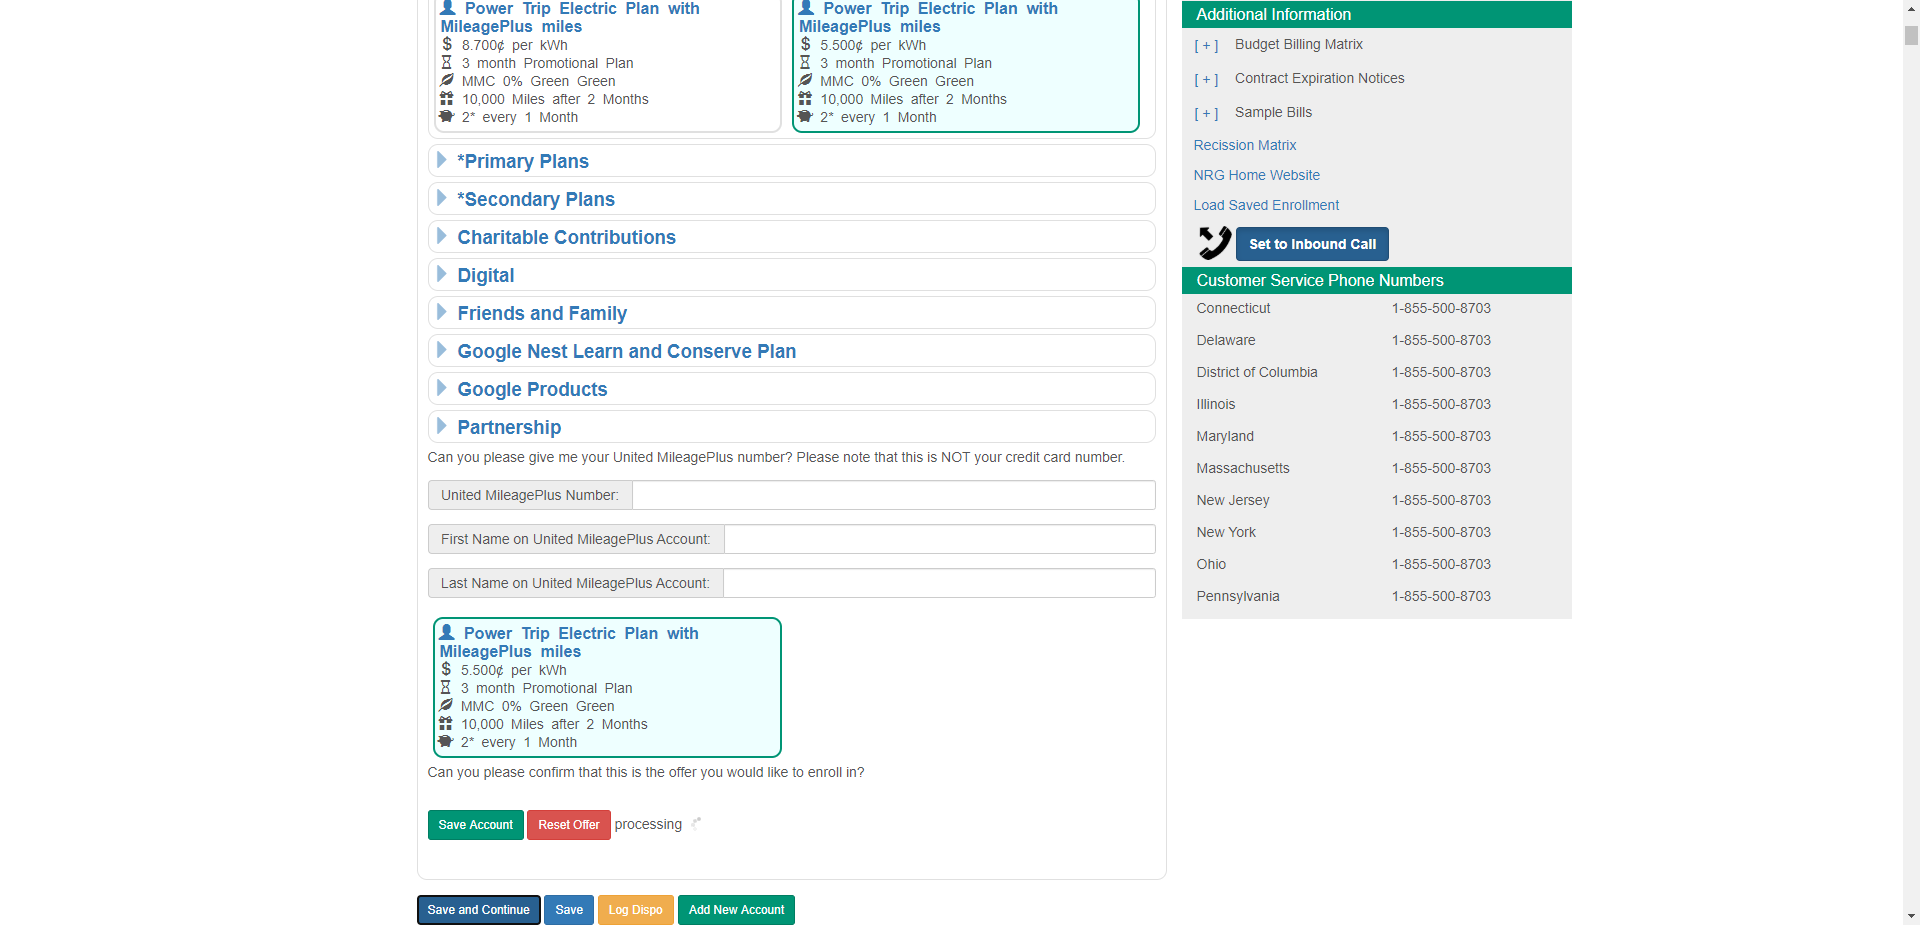 Power Trip Electric Plan with
MileagePlus miles
8.700¢ per kWh
3 month Promotional Plan
MMC 0% Green Green
10,000 Miles after 2 Months
2* every 1 Month
Power Trip Electric Plan with
MileagePlus miles
5.500¢ per kWh
3 month Promotional Plan
MMC 0% Green Green
10,000 Miles after 2 Months
2* every 1 Month
*Primary Plans
*Secondary Plans
Charitable Contributions
Digital
Friends and Family
Google Nest Learn and Conserve Plan
Google Products
Partnership
Can you please give me your United MileagePlus number? Please note that this is NOT your credit card number.
United MileagePlus Number:
First Name on United MileagePlus Account:
Last Name on United MileagePlus Account:
Power Trip Electric Plan with
MileagePlus miles
5.500¢ per kWh
3 month Promotional Plan
MMC 0% Green Green
10,000 Miles after 2 Months
2* every 1 Month
Can you please confirm that this is the offer you would like to enroll in?
Save Account Reset Offer processing
Save and Continue Save Log Dispo Add New Account
Additional Information
[ + ] Budget Billing Matrix
[ + ] Contract Expiration Notices
[ + ] Sample Bills
Recission Matrix
NRG Home Website
Load Saved Enrollment
Set to Inbound Call
Customer Service Phone Numbers
Connecticut 1-855-500-8703
Delaware 1-855-500-8703
District of Columbia 1-855-500-8703
Illinois 1-855-500-8703
Maryland 1-855-500-8703
Massachusetts 1-855-500-8703
New Jersey 1-855-500-8703
New York 1-855-500-8703
Ohio 1-855-500-8703
Pennsylvania 1-855-500-8703